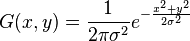 G(x, y) = \frac{1}{2\pi\sigma^2} e^{-\frac{x^2+y^2}{2\sigma^2}}